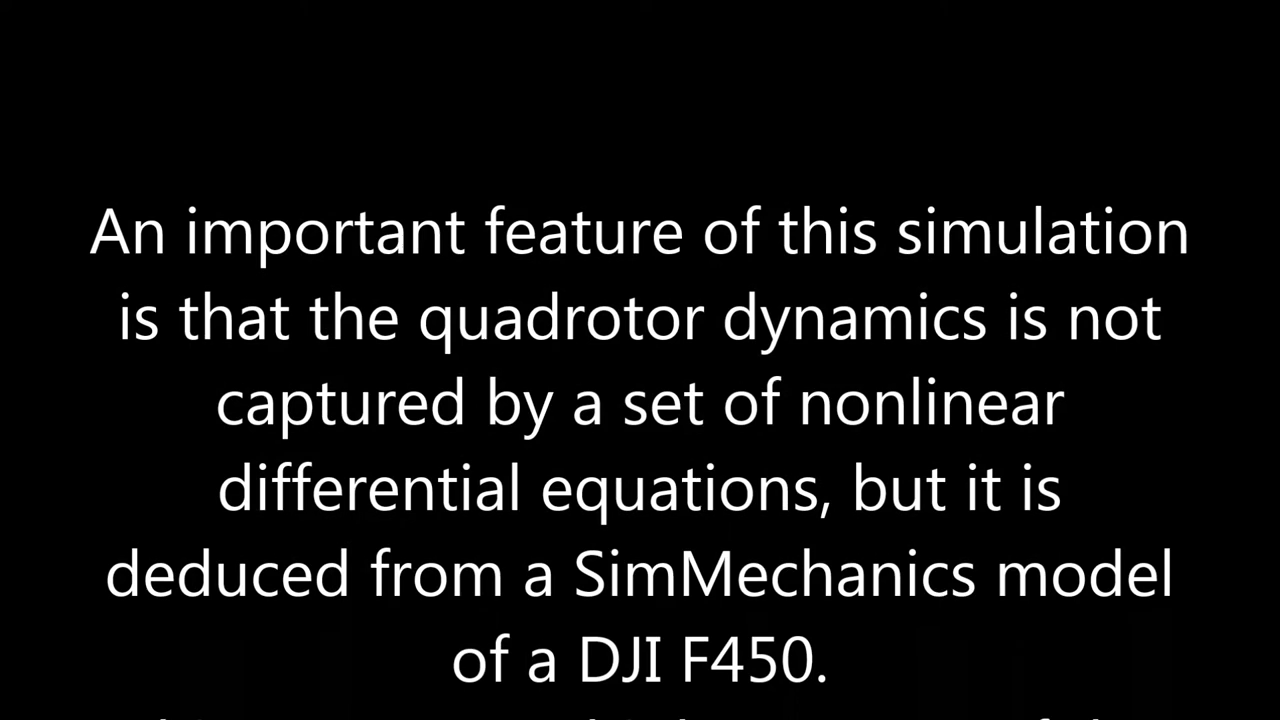 An important feature of this simulation
is that the quadrotor dynamics is not
captured by a set of nonlinear
differential equations, but it is
deduced from a SimMechanics model
of a DJI F450.